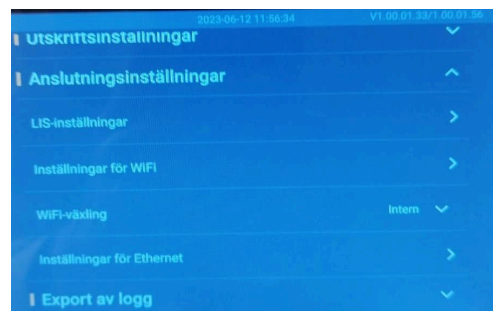 2023-06-12 11:56:34 V1.00.01.33/1.00.01.56
Utskriftsinställningar
Anslutningsinställningar
LIS-inställningar
Inställningar för WiFi
WiFi-växling Intern
Inställningar för Ethernet
Export av logg